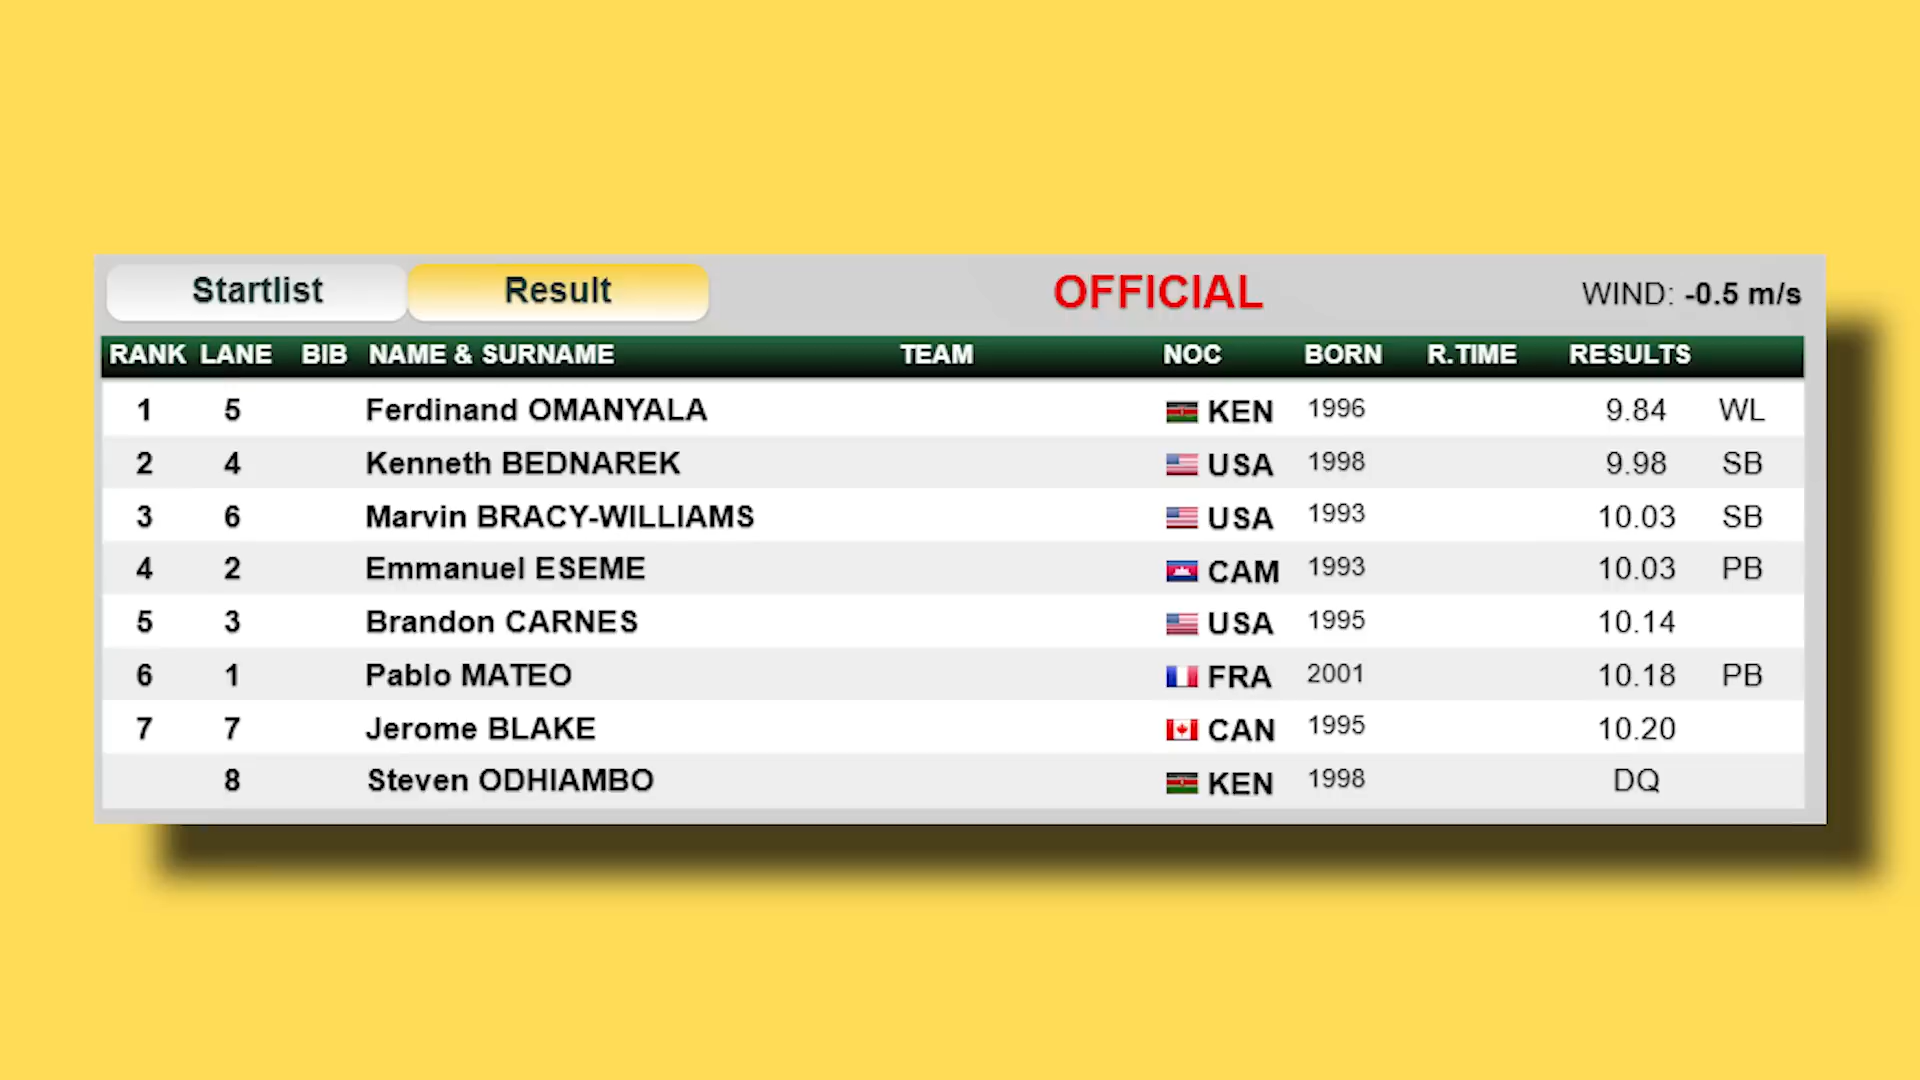 Startlist Result OFFICIAL WIND: -0.5 m/s
RANK LANE BIB NAME & SURNAME TEAM NOC BORN R.TIME RESULTS
1 5 Ferdinand OMANYALA KEN 1996 9.84 WL
2 4 Kenneth BEDNAREK USA 1998 9.98 SB
3 6 Marvin BRACY-WILLIAMS USA 1993 10.03 SB
4 2 Emmanuel ESEME CAM 1993 10.03 PB
5 3 Brandon CARNES USA 1995 10.14
6 1 Pablo MATEO FRA 2001 10.18 PB
7 7 Jerome BLAKE CAN 1995 10.20
8 Steven ODHIAMBO KEN 1998 DQ